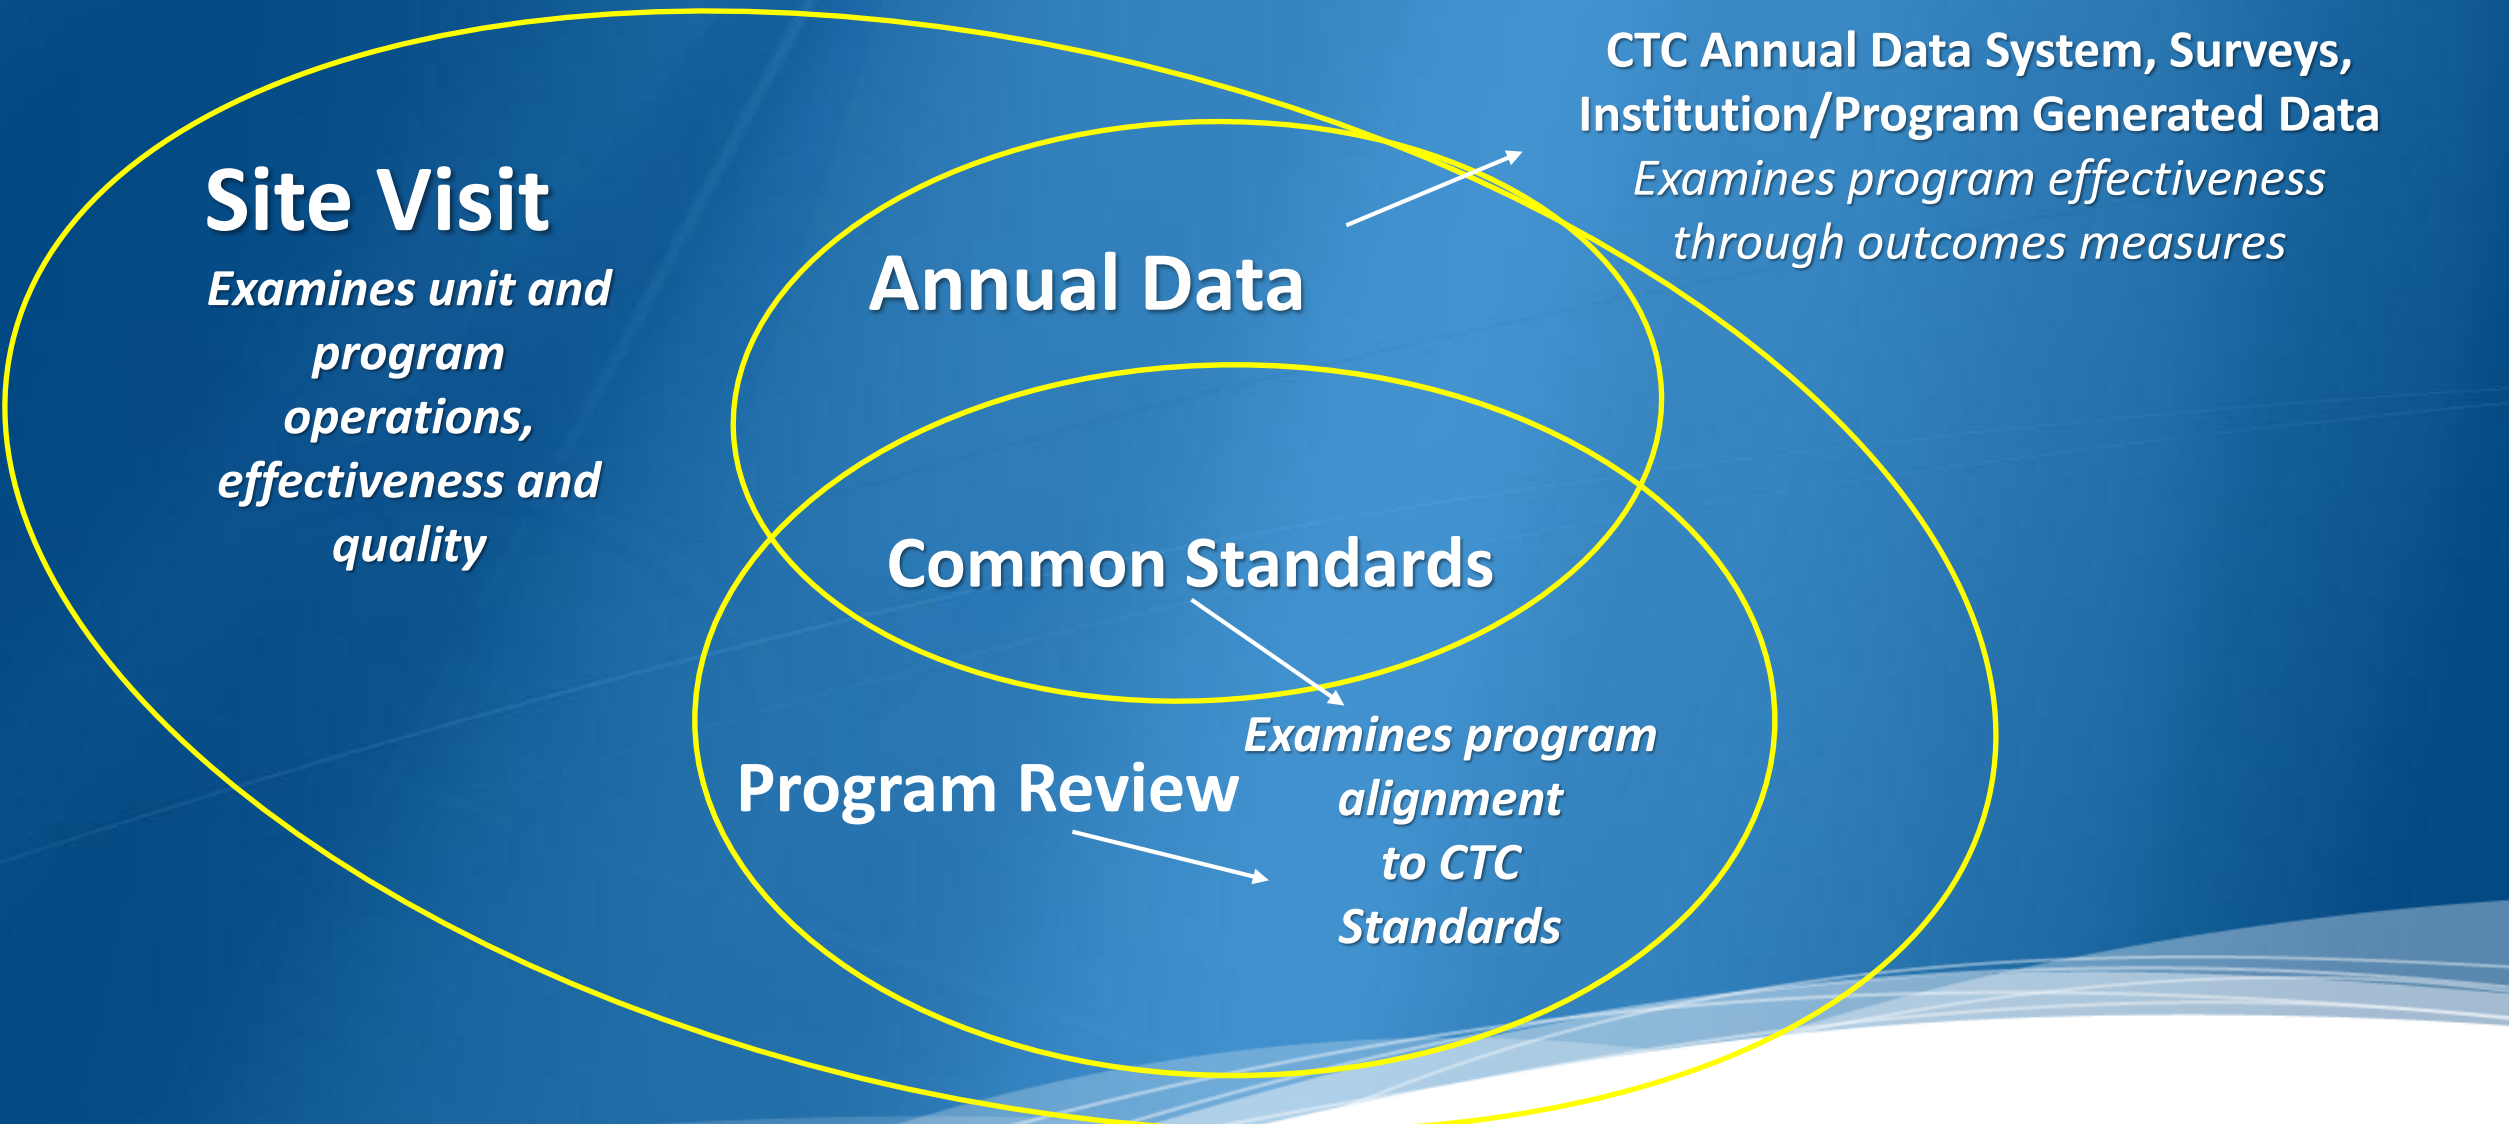 Site Visit
Examines unit and
program
operations,
effectiveness and
quality
CTC Annual Data System, Surveys,
Institution/Program Generated Data
Examines program effectiveness
through outcomes measures
Annual Data
Common Standards
Program Review
Examines program
alignment
to CTC
Standards